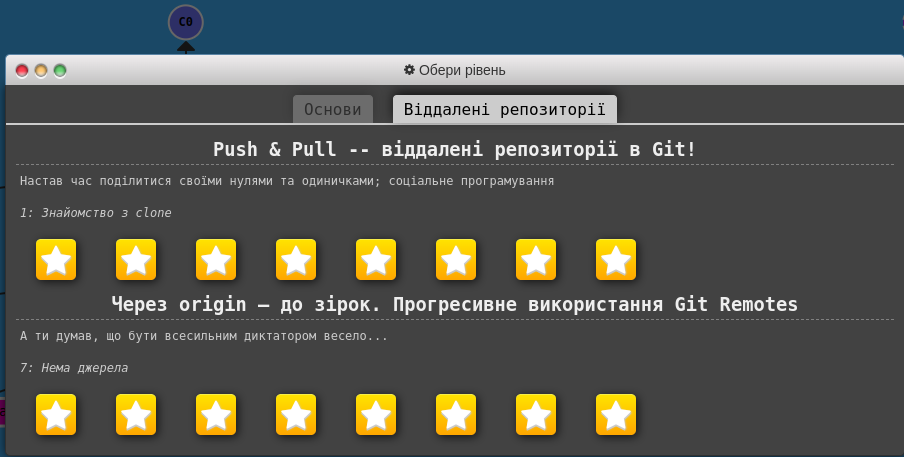 C0
Обери рівень
Основи
Віддалені репозиторії
Push & Pull -- віддалені репозиторії в Git!
Настав час поділитися своїми нулями та одиничками; соціальне програмування
1: Знайомство з clone
Через origin – до зірок. Прогресивне використання Git Remotes
А ти думав, що бути всесильним диктатором весело...
7: Нема джерела